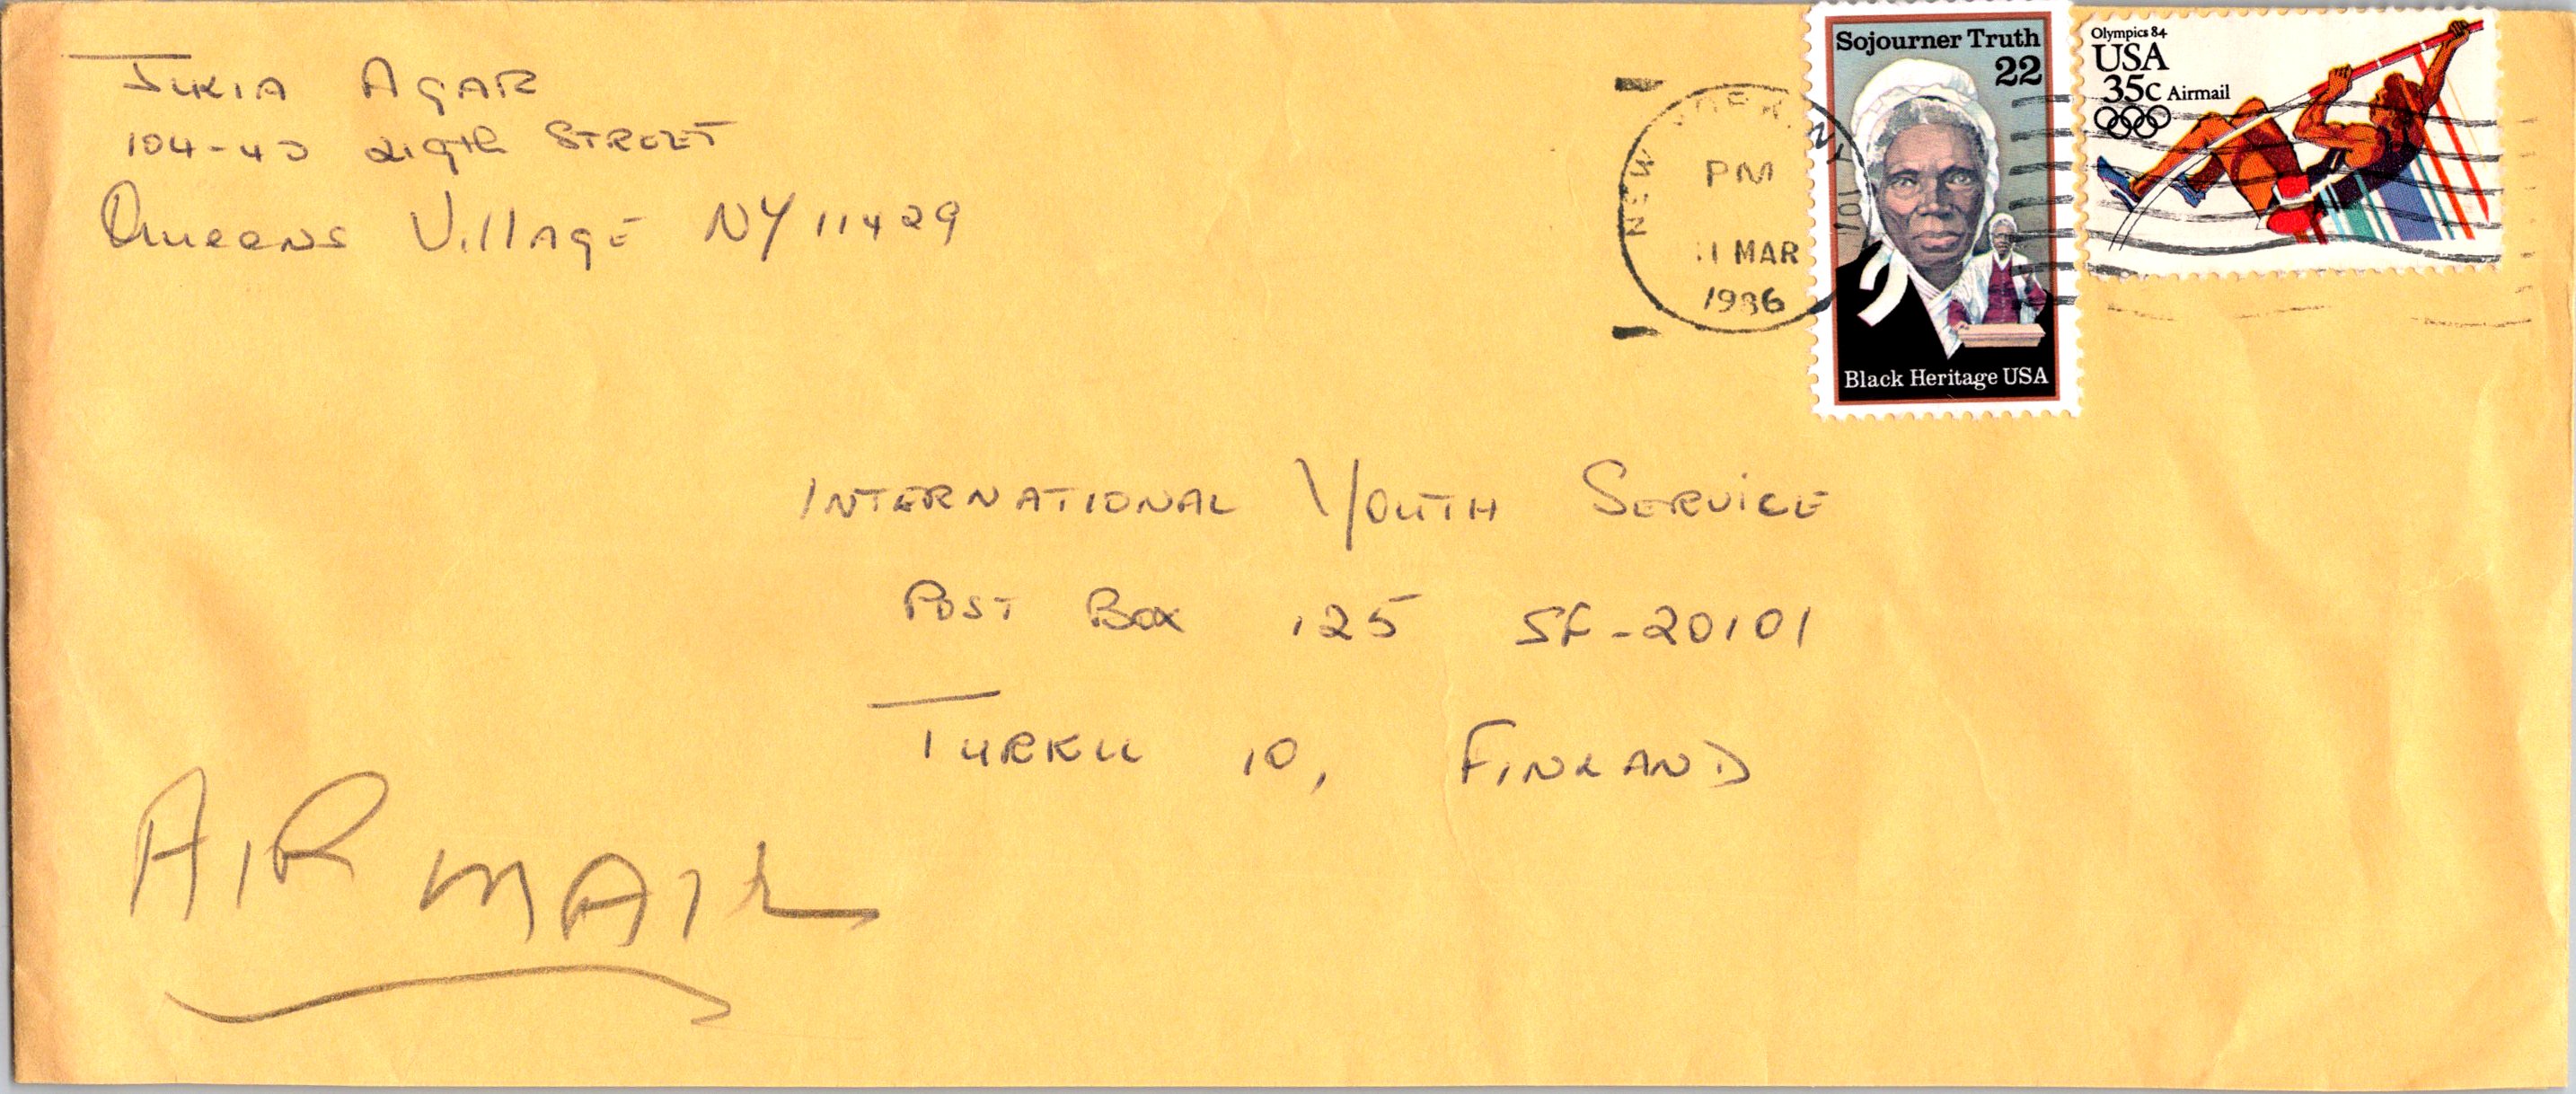 Julia Agar
104-40 219th Street
Queens Village NY 11429
NEW YORK, NY 101
PM
MAR
1986
Sojourner Truth
22
Black Heritage USA
Olympics 84
USA
35c Airmail
International Youth Service
Post Box 125 SF-20101
Turku 10, Finland
AIR MAIL